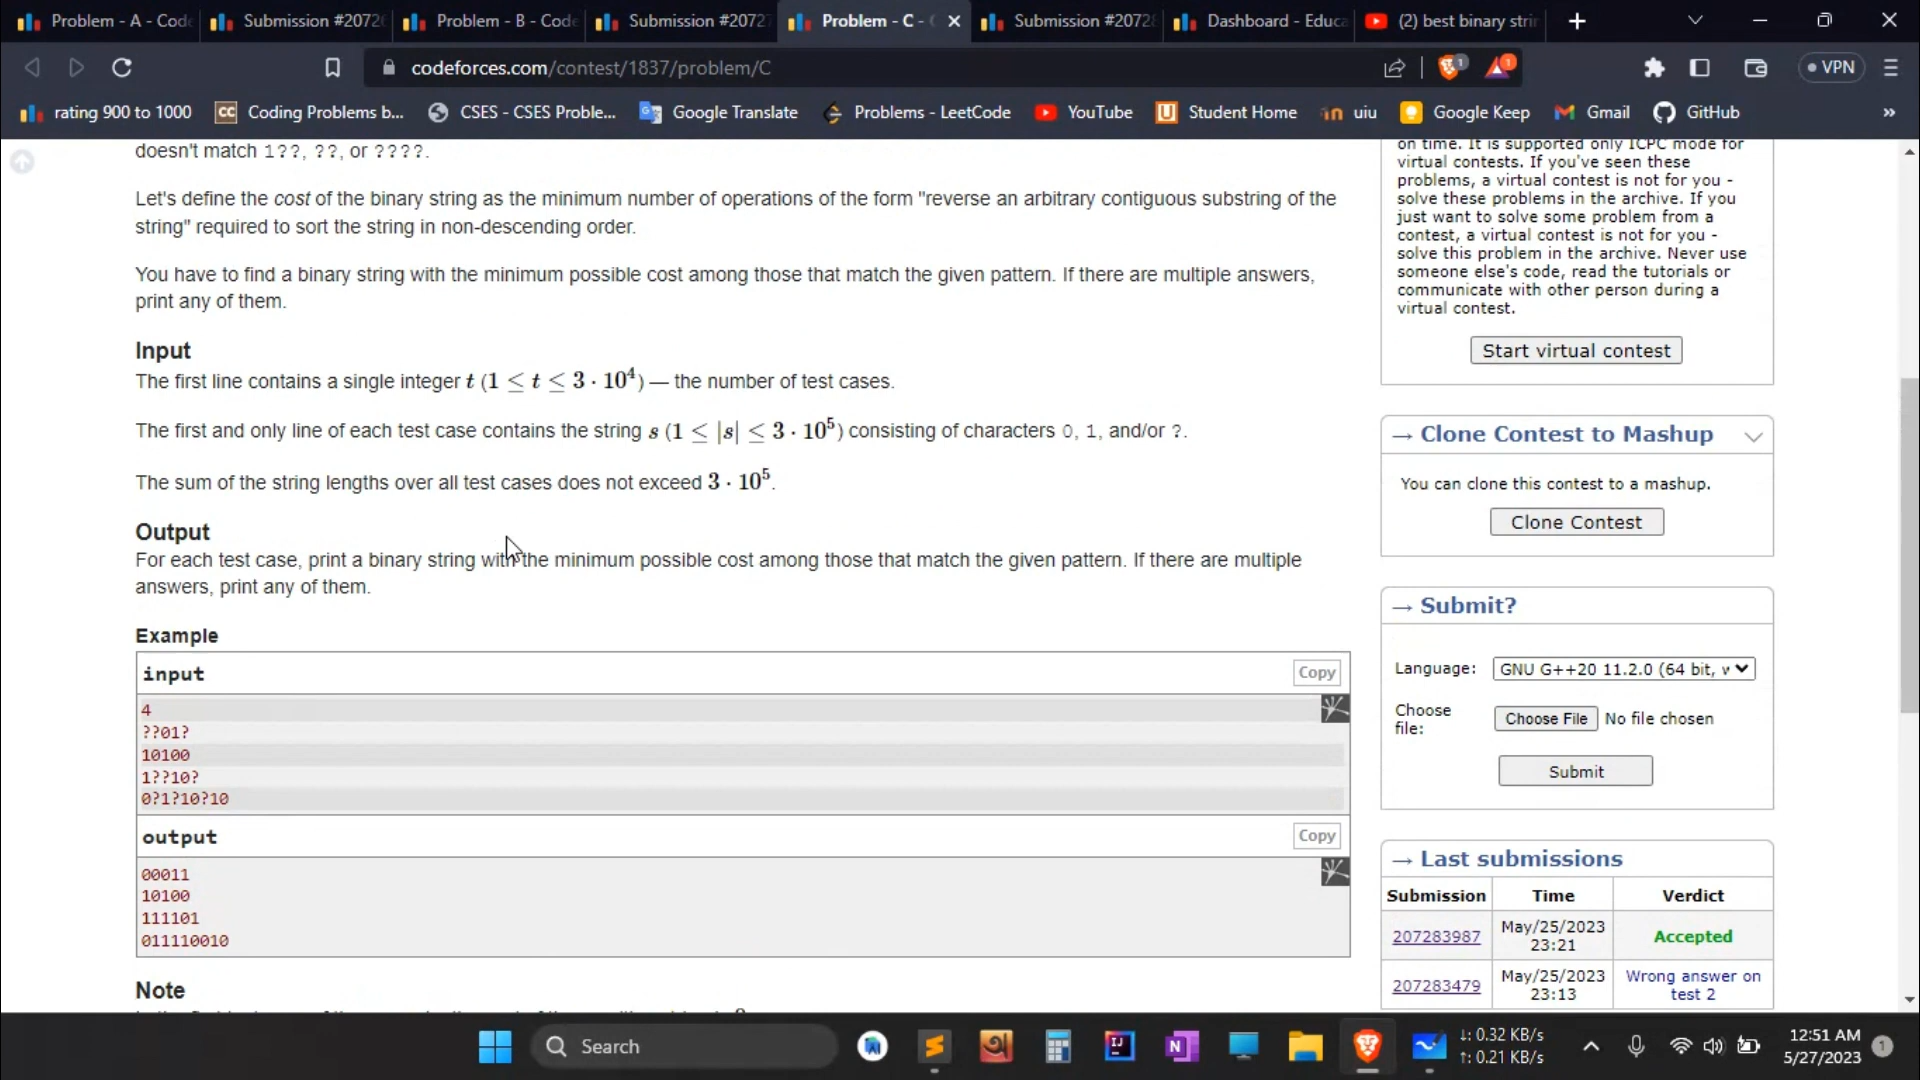 Problem - A - Code
Submission #2072
Problem - B - Code
Submission #2072
Problem - C -
Submission #20728
Dashboard - Educa
(2) best binary strin
codeforces.com/contest/1837/problem/C
1
1
VPN
rating 900 to 1000
CC Coding Problems b...
CSES - CSES Proble...
Google Translate
Problems - LeetCode
YouTube
U Student Home
uiu
Google Keep
Gmail
GitHub
»
doesn't match 1??, ??, or ????.
Let's define the cost of the binary string as the minimum number of operations of the form "reverse an arbitrary contiguous substring of the
string" required to sort the string in non-descending order.
You have to find a binary string with the minimum possible cost among those that match the given pattern. If there are multiple answers,
print any of them.
Input
The first line contains a single integer t (1 ≤ t ≤ 3 · 10⁴) — the number of test cases.
The first and only line of each test case contains the string s (1 ≤ |s| ≤ 3 · 10⁵) consisting of characters 0, 1, and/or ?.
The sum of the string lengths over all test cases does not exceed 3 · 10⁵.
Output
For each test case, print a binary string with the minimum possible cost among those that match the given pattern. If there are multiple
answers, print any of them.
Example
input
Copy
4
??01?
10100
1??10?
0?1?10?10
output
Copy
00011
10100
111101
011110010
Note
on time. It is supported only ICPC mode for
virtual contests. If you've seen these
problems, a virtual contest is not for you -
solve these problems in the archive. If you
just want to solve some problem from a
contest, a virtual contest is not for you -
solve this problem in the archive. Never use
someone else's code, read the tutorials or
communicate with other person during a
virtual contest.
Start virtual contest
→ Clone Contest to Mashup
You can clone this contest to a mashup.
Clone Contest
→ Submit?
Language: GNU G++20 11.2.0 (64 bit, v
Choose
file:
Choose File No file chosen
Submit
→ Last submissions
Submission Time Verdict
207283987 May/25/2023
23:21 Accepted
207283479 May/25/2023
23:13 Wrong answer on
test 2
Search
↓: 0.32 KB/s
↑: 0.21 KB/s
12:51 AM
5/27/2023
1